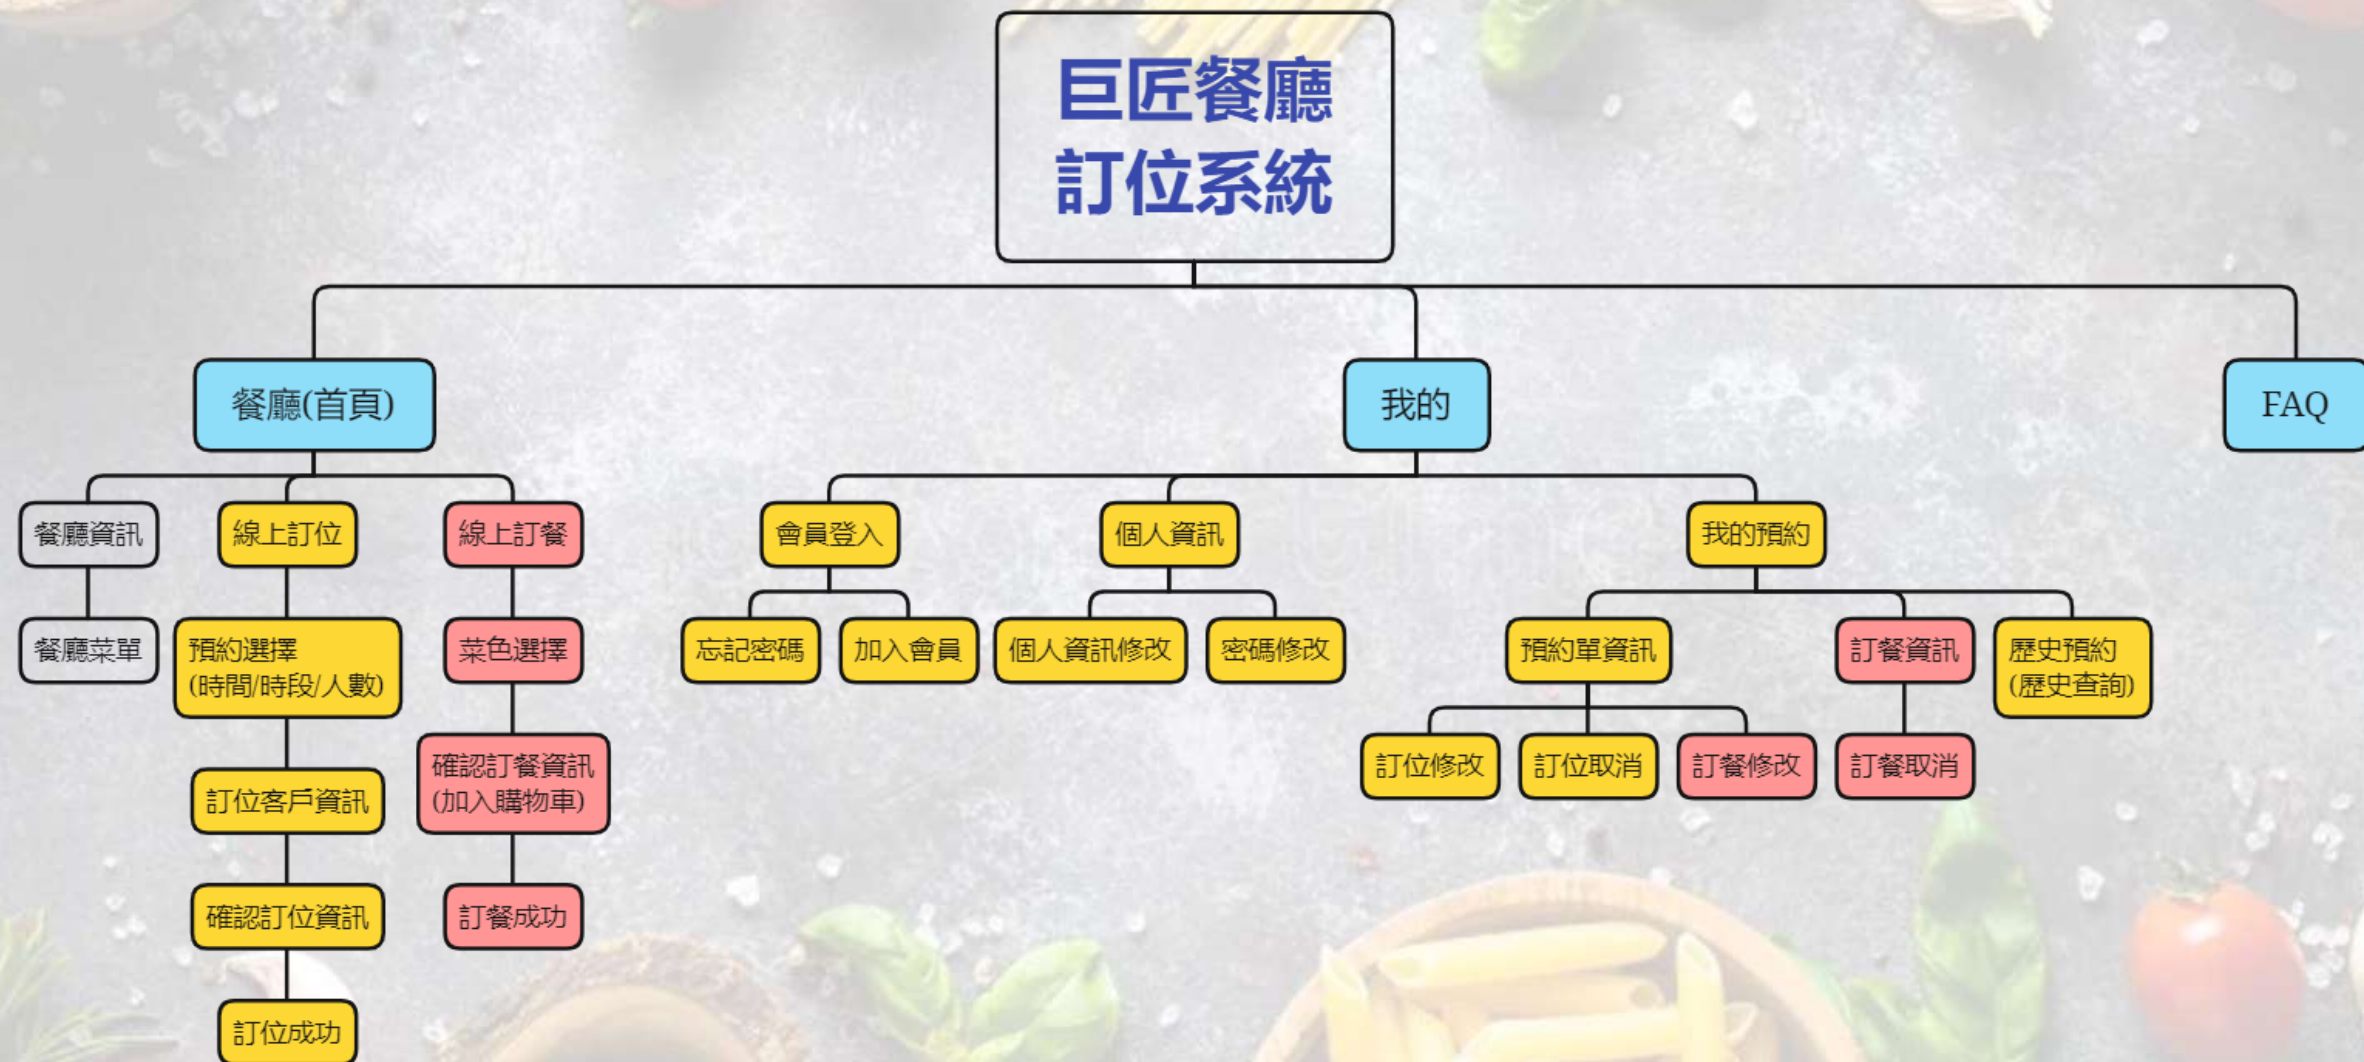 巨匠餐廳
訂位系統
餐廳(首頁)
我的
FAQ
餐廳資訊
線上訂位
線上訂餐
會員登入
個人資訊
我的預約
餐廳菜單
預約選擇
(時間/時段/人數)
菜色選擇
忘記密碼
加入會員
個人資訊修改
密碼修改
預約單資訊
訂餐資訊
歷史預約
(歷史查詢)
訂位客戶資訊
確認訂餐資訊
(加入購物車)
訂位修改
訂位取消
訂餐修改
訂餐取消
確認訂位資訊
訂餐成功
訂位成功